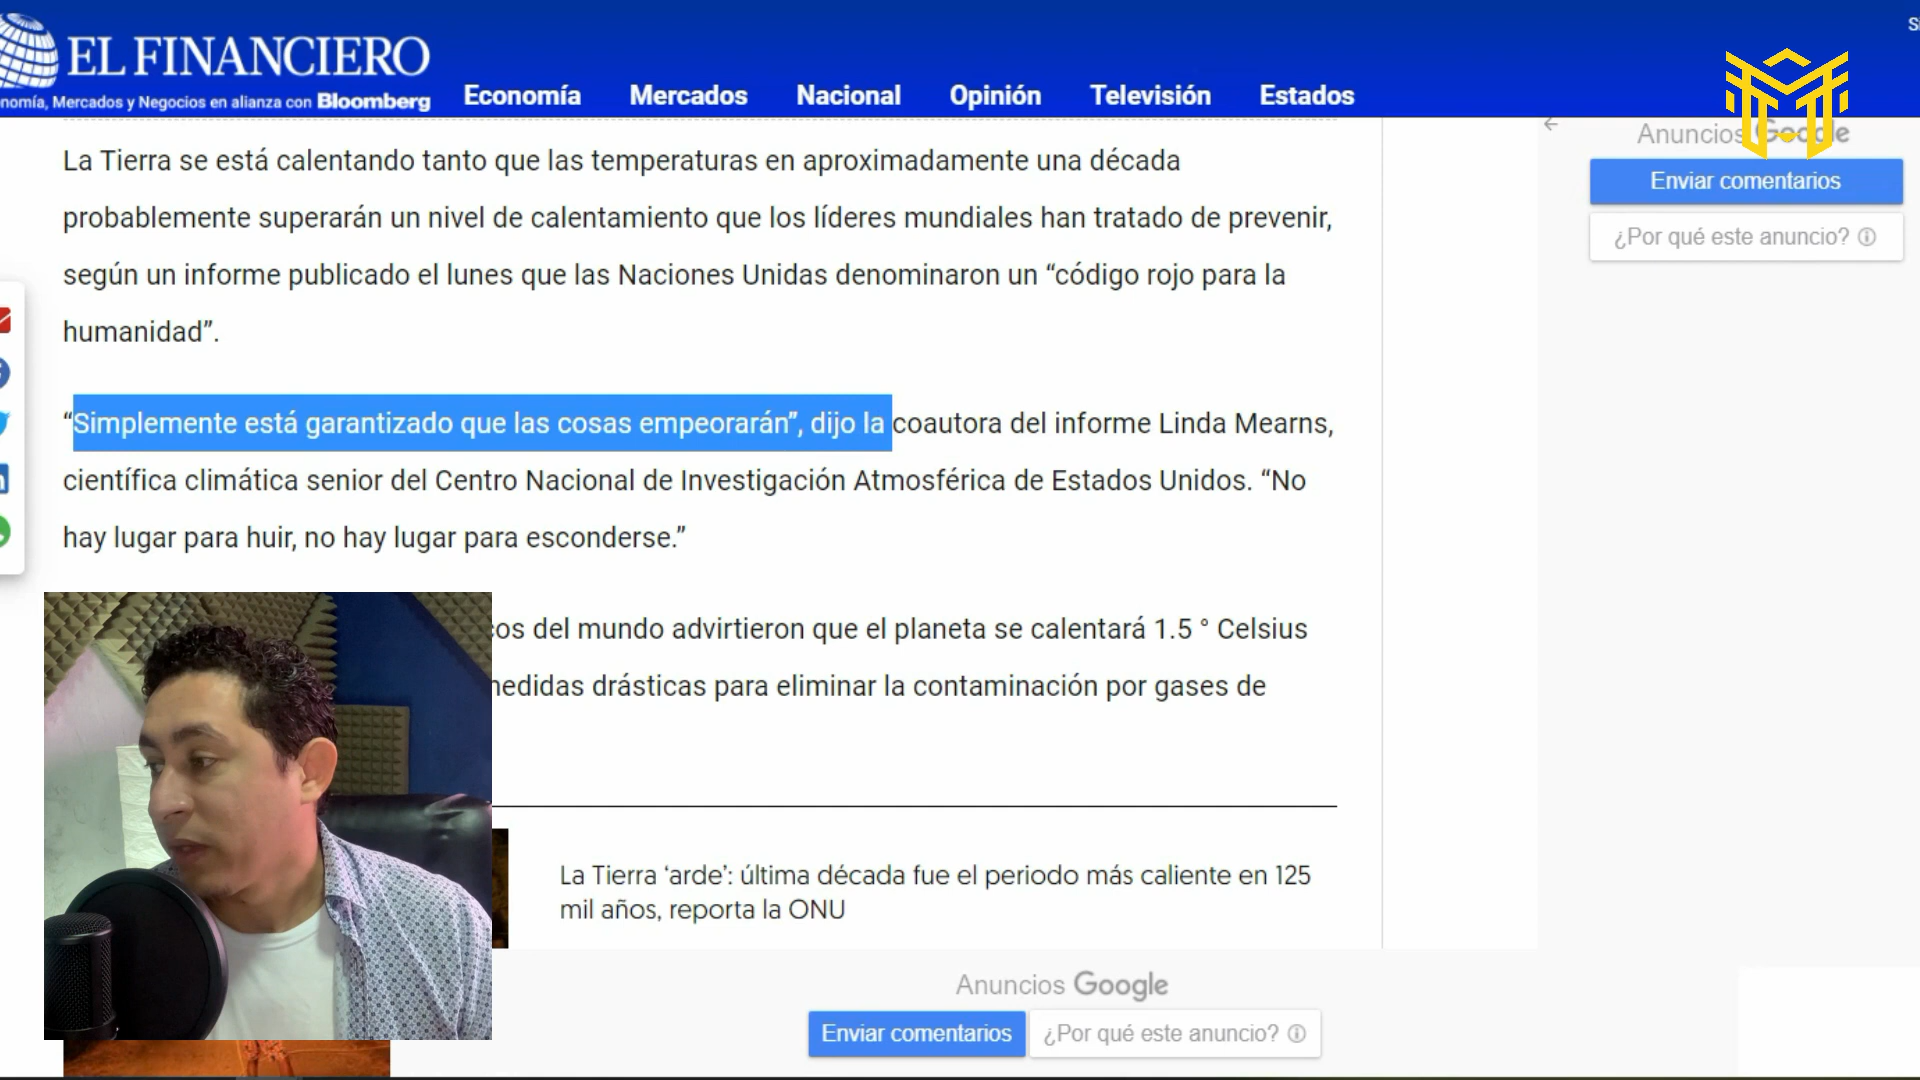 EL FINANCIERO
nomía, Mercados y Negocios en alianza con Bloomberg
Economía Mercados Nacional Opinión Televisión Estados
Anuncios Google
Enviar comentarios
¿Por qué este anuncio?
La Tierra se está calentando tanto que las temperaturas en aproximadamente una década
probablemente superarán un nivel de calentamiento que los líderes mundiales han tratado de prevenir,
según un informe publicado el lunes que las Naciones Unidas denominaron un “código rojo para la
humanidad”.
“Simplemente está garantizado que las cosas empeorarán”, dijo la coautora del informe Linda Mearns,
científica climática senior del Centro Nacional de Investigación Atmosférica de Estados Unidos. “No
hay lugar para huir, no hay lugar para esconderse.”
cos del mundo advirtieron que el planeta se calentará 1.5 ° Celsius
medidas drásticas para eliminar la contaminación por gases de
La Tierra ‘arde’: última década fue el periodo más caliente en 125
mil años, reporta la ONU
Anuncios Google
Enviar comentarios ¿Por qué este anuncio?